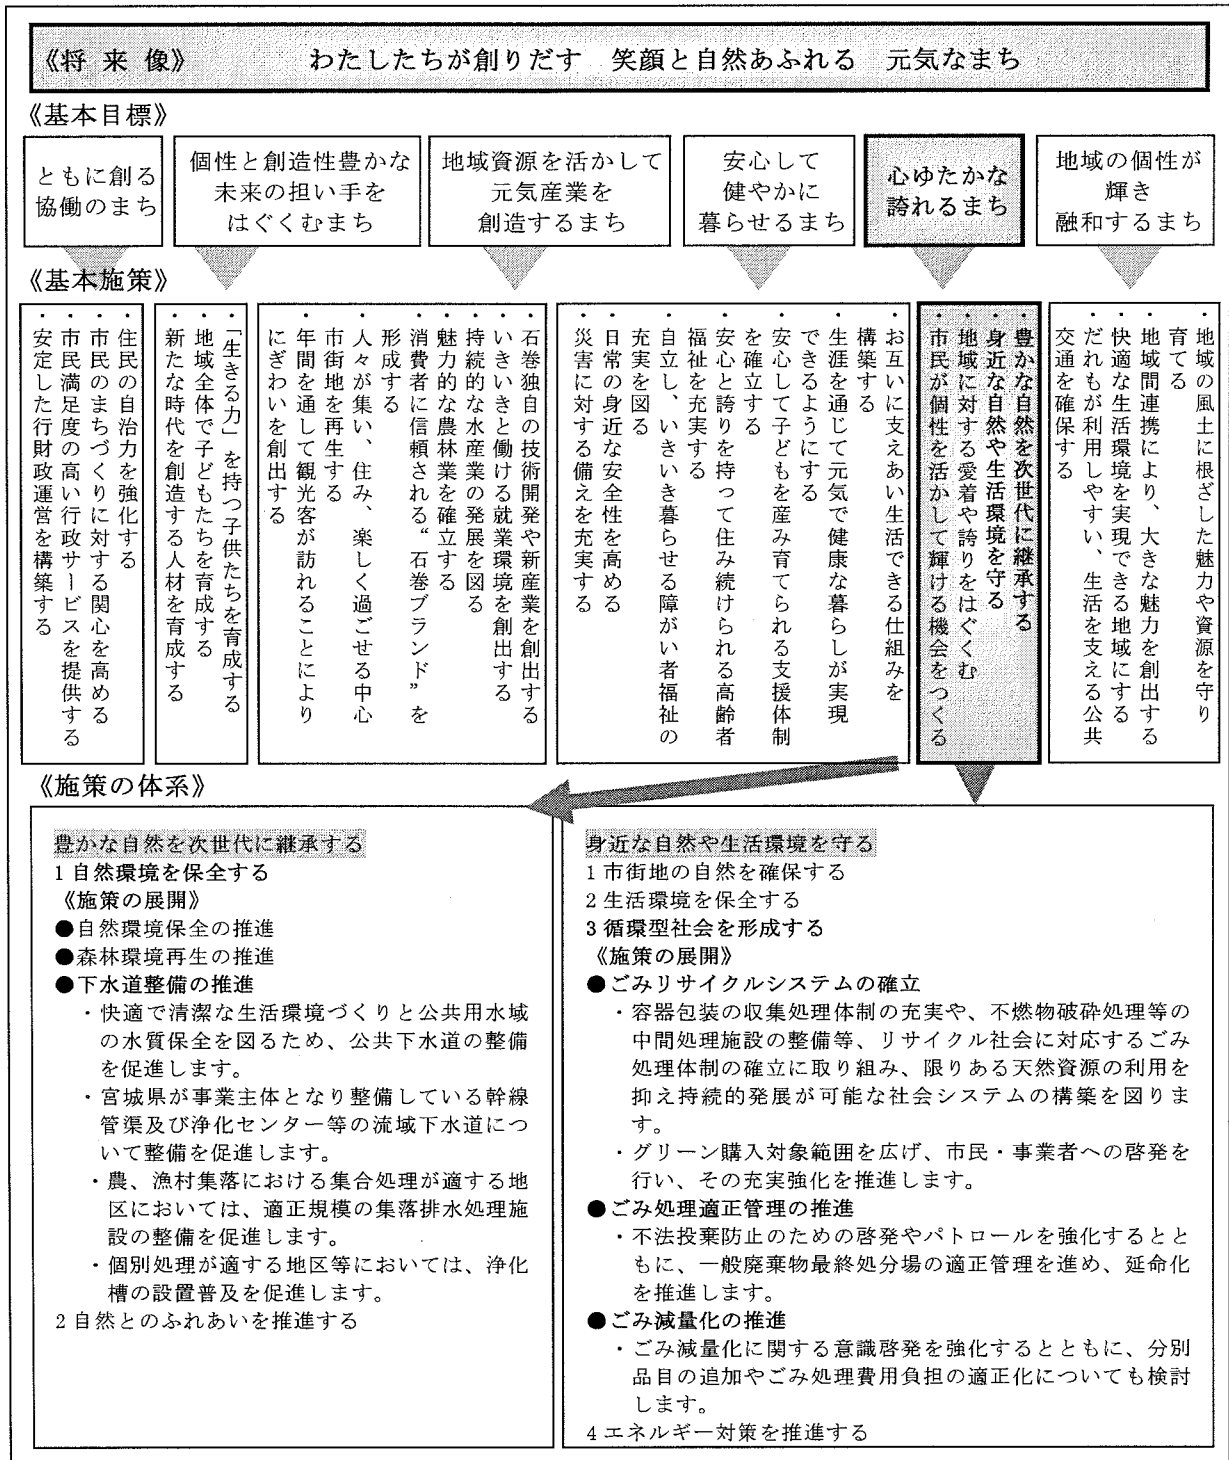 《将 来 像》　わたしたちが創りだす　笑顔と自然あふれる　元気なまち
《基本目標》
ともに創る
協働のまち
個性と創造性豊かな
未来の担い手を
はぐくむまち
地域資源を活かして
元気産業を
創造するまち
安心して
健やかに
暮らせるまち
心ゆたかな
誇れるまち
地域の個性が
輝き
融和するまち
《基本施策》
・住民の自治力を強化する
・市民のまちづくりに対する関心を高める
・市民満足度の高い行政サービスを提供する
・安定した行財政運営を構築する
・「生きる力」を持つ子供たちを育成する
・地域全体で子どもたちを育成する
・新たな時代を創造する人材を育成する
・石巻独自の技術開発や新産業を創出する
・いきいきと働ける就業環境を創出する
・持続的な水産業の発展を図る
・魅力的な農林業を確立する
・消費者に信頼される“石巻ブランド”を
形成する
・人々が集い、住み、楽しく過ごせる中心
市街地を再生する
・年間を通して観光客が訪れることにより
にぎわいを創出する
・お互いに支えあい生活できる仕組みを
構築する
・生涯を通じて元気で健康な暮らしが実現
できるようにする
・安心して子どもを産み育てられる支援体制
を確立する
・安心と誇りを持って住み続けられる高齢者
福祉を充実する
・自立し、いきいき暮らせる障がい者福祉の
充実を図る
・日常の身近な安全性を高める
・災害に対する備えを充実する
・豊かな自然を次世代に継承する
・身近な自然や生活環境を守る
・地域に対する愛着や誇りをはぐくむ
・市民が個性を活かして輝ける機会をつくる
・地域の風土に根ざした魅力や資源を守り
育てる
・地域間連携により、大きな魅力を創出する
・快適な生活環境を実現できる地域にする
・だれもが利用しやすい、生活を支える公共
交通を確保する
《施策の体系》
豊かな自然を次世代に継承する
1 自然環境を保全する
《施策の展開》
●自然環境保全の推進
●森林環境再生の推進
●下水道整備の推進
・快適で清潔な生活環境づくりと公共用水域
の水質保全を図るため、公共下水道の整備
を促進します。
・宮城県が事業主体となり整備している幹線
管渠及び浄化センター等の流域下水道につ
いて整備を促進します。
・農、漁村集落における集合処理が適する地
区においては、適正規模の集落排水処理施
設の整備を促進します。
・個別処理が適する地区等においては、浄化
槽の設置普及を促進します。
2 自然とのふれあいを推進する
身近な自然や生活環境を守る
1 市街地の自然を確保する
2 生活環境を保全する
3 循環型社会を形成する
《施策の展開》
●ごみリサイクルシステムの確立
・容器包装の収集処理体制の充実や、不燃物破砕処理等の
中間処理施設の整備等、リサイクル社会に対応するごみ
処理体制の確立に取り組み、限りある天然資源の利用を
抑え持続的発展が可能な社会システムの構築を図りま
す。
・グリーン購入対象範囲を広げ、市民・事業者への啓発を
行い、その充実強化を推進します。
●ごみ処理適正管理の推進
・不法投棄防止のための啓発やパトロールを強化するとと
もに、一般廃棄物最終処分場の適正管理を進め、延命化
を推進します。
●ごみ減量化の推進
・ごみ減量化に関する意識啓発を強化するとともに、分別
品目の追加やごみ処理費用負担の適正化についても検討
します。
4 エネルギー対策を推進する